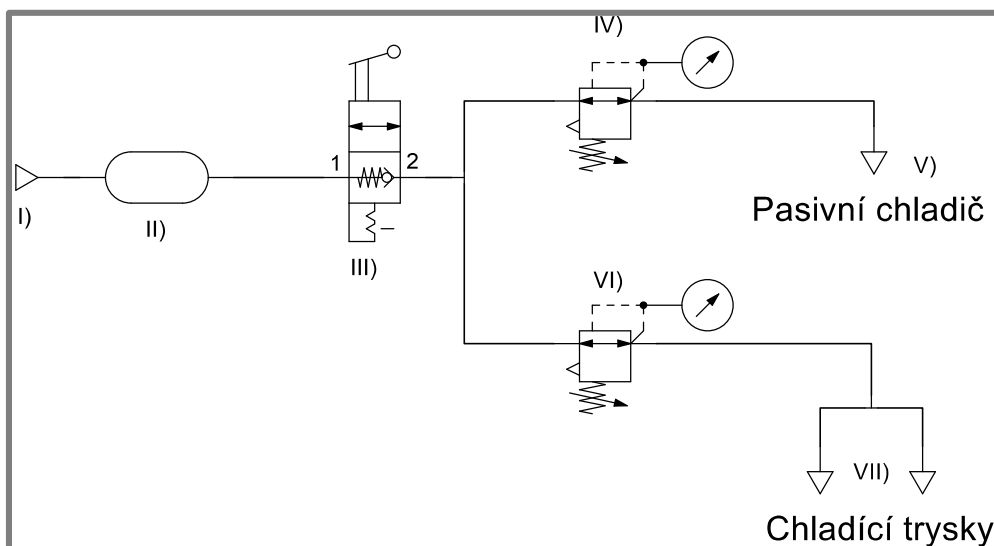 IV)
1 2
I)
II)
III)
V)
Pasivní chladič
VI)
VII)
Chladící trysky